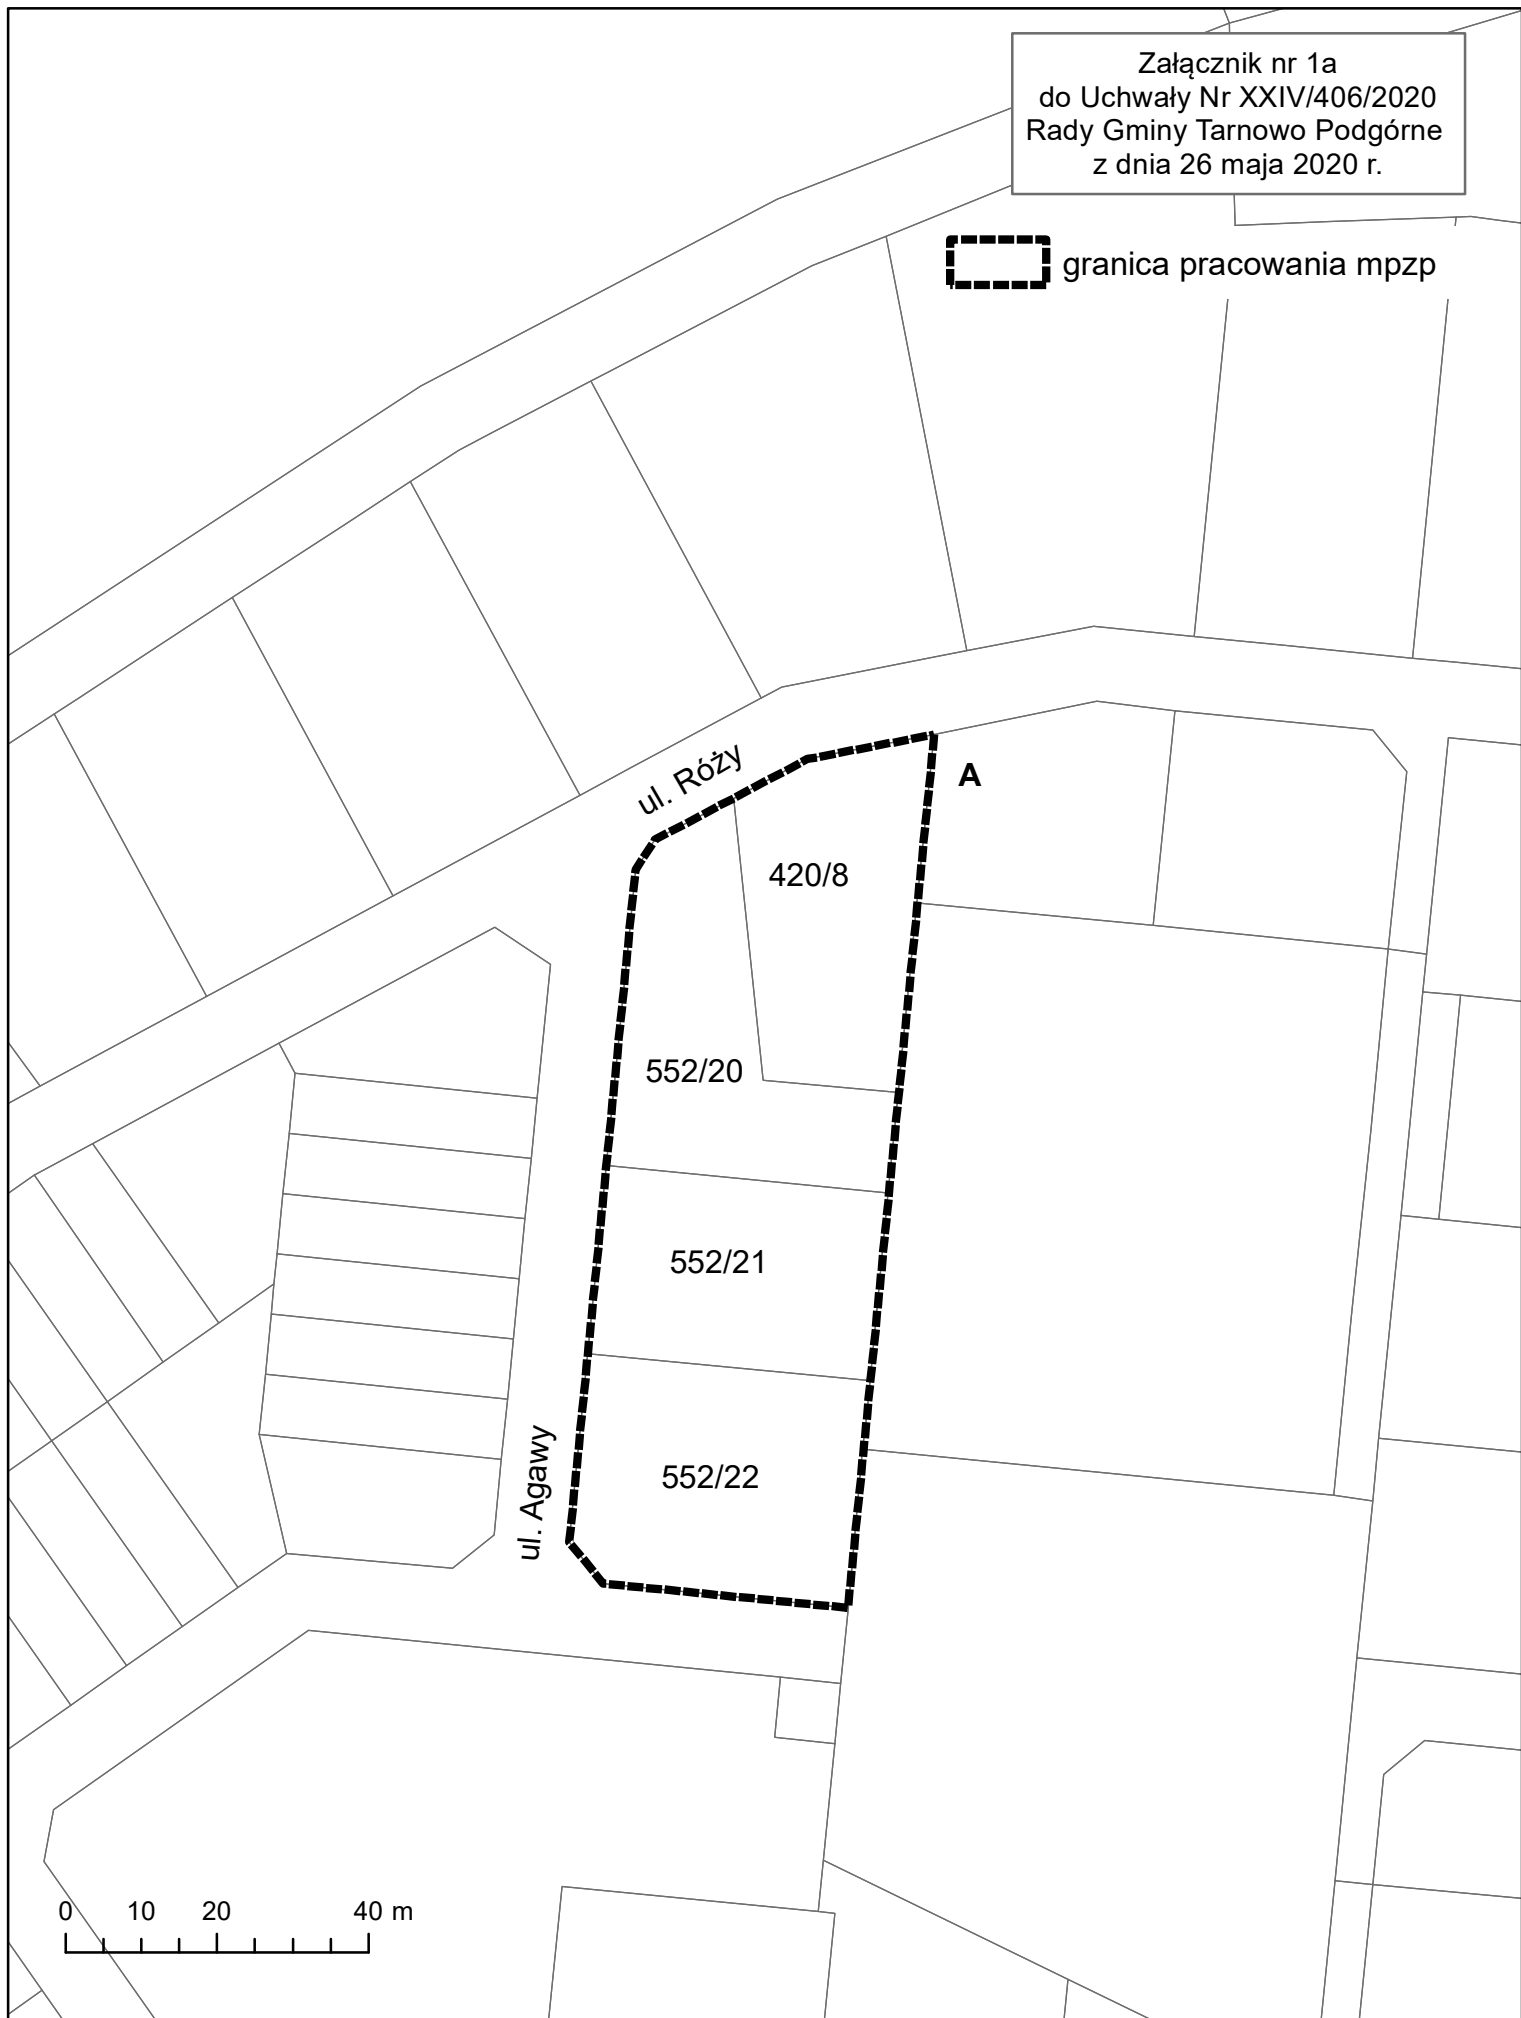 Załącznik nr 1a
do Uchwały Nr XXIV/406/2020
Rady Gminy Tarnowo Podgórne
z dnia 26 maja 2020 r.
granica pracowania mpzp
ul. Róży
A
420/8
552/20
552/21
ul. Agawy
552/22
0 10 20 40 m